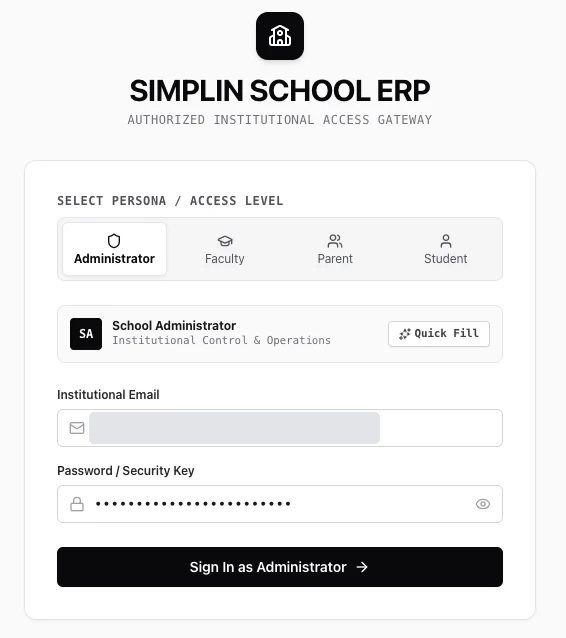 SIMPLIN SCHOOL ERP
AUTHORIZED INSTITUTIONAL ACCESS GATEWAY
SELECT PERSONA / ACCESS LEVEL
Administrator
Faculty
Parent
Student
SA
School Administrator
Institutional Control & Operations
Quick Fill
Institutional Email
Password / Security Key
••••••••••••••••••••••••
Sign In as Administrator →